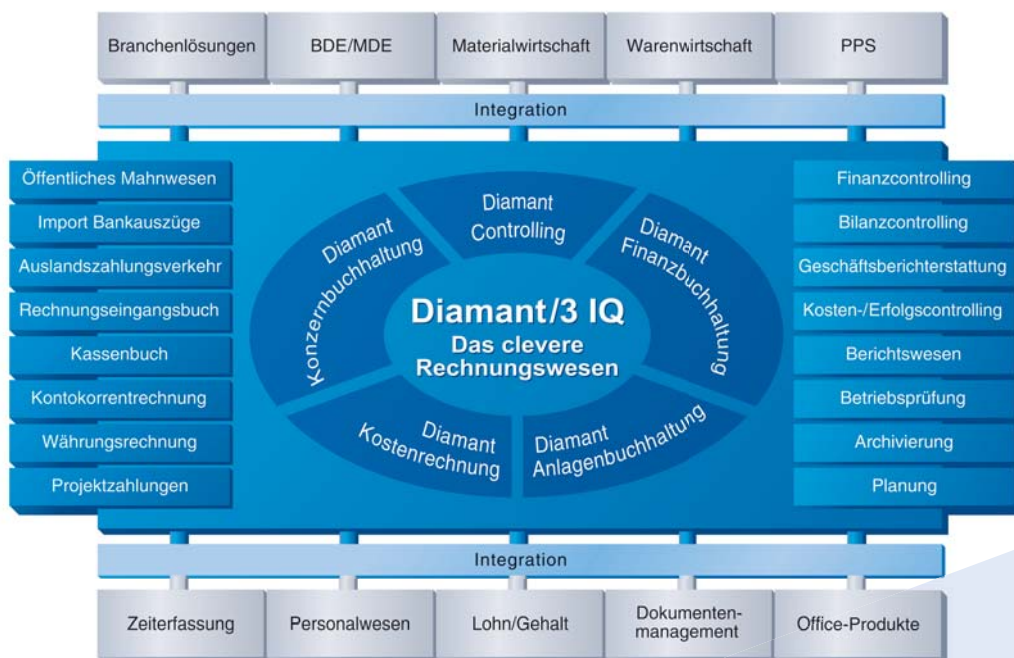 Branchenlösungen
BDE/MDE
Materialwirtschaft
Warenwirtschaft
PPS
Integration
Öffentliches Mahnwesen
Import Bankauszüge
Auslandszahlungsverkehr
Rechnungseingangsbuch
Kassenbuch
Kontokorrentrechnung
Währungsrechnung
Projektzahlungen
Diamant
Konzernbuchhaltung
Diamant
Controlling
Diamant
Finanzbuchhaltung
Diamant/3 IQ
Das clevere
Rechnungswesen
Diamant
Kostenrechnung
Diamant
Anlagenbuchhaltung
Finanzcontrolling
Bilanzcontrolling
Geschäftsberichterstattung
Kosten-/Erfolgscontrolling
Berichtswesen
Betriebsprüfung
Archivierung
Planung
Integration
Zeiterfassung
Personalwesen
Lohn/Gehalt
Dokumenten-
management
Office-Produkte